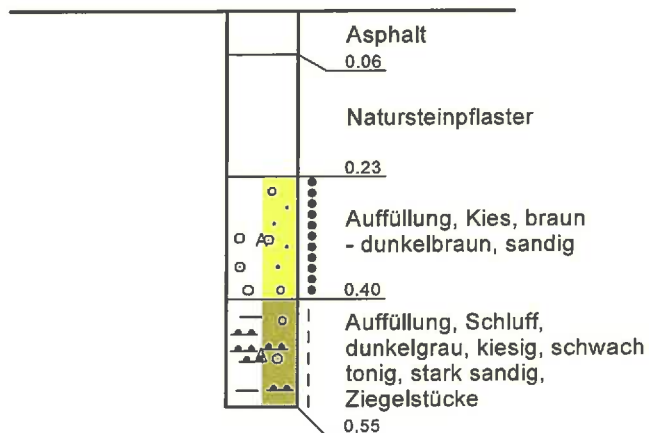 Asphalt
0.06
Natursteinpflaster
0.23
Auffüllung, Kies, braun
- dunkelbraun, sandig
A
0.40
Auffüllung, Schluff,
dunkelgrau, kiesig, schwach
tonig, stark sandig,
Ziegelstücke
A
0,55